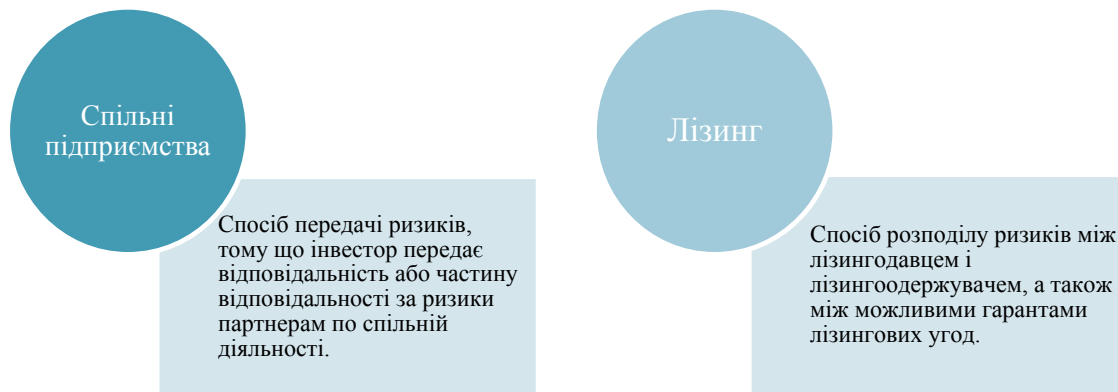 Спільні
підприємства
Спосіб передачі ризиків,
тому що інвестор передає
відповідальність або частину
відповідальності за ризики
партнерам по спільній
діяльності.
Лізинг
Спосіб розподілу ризиків між
лізингодавцем і
лізингоодержувачем, а також
між можливими гарантами
лізингових угод.